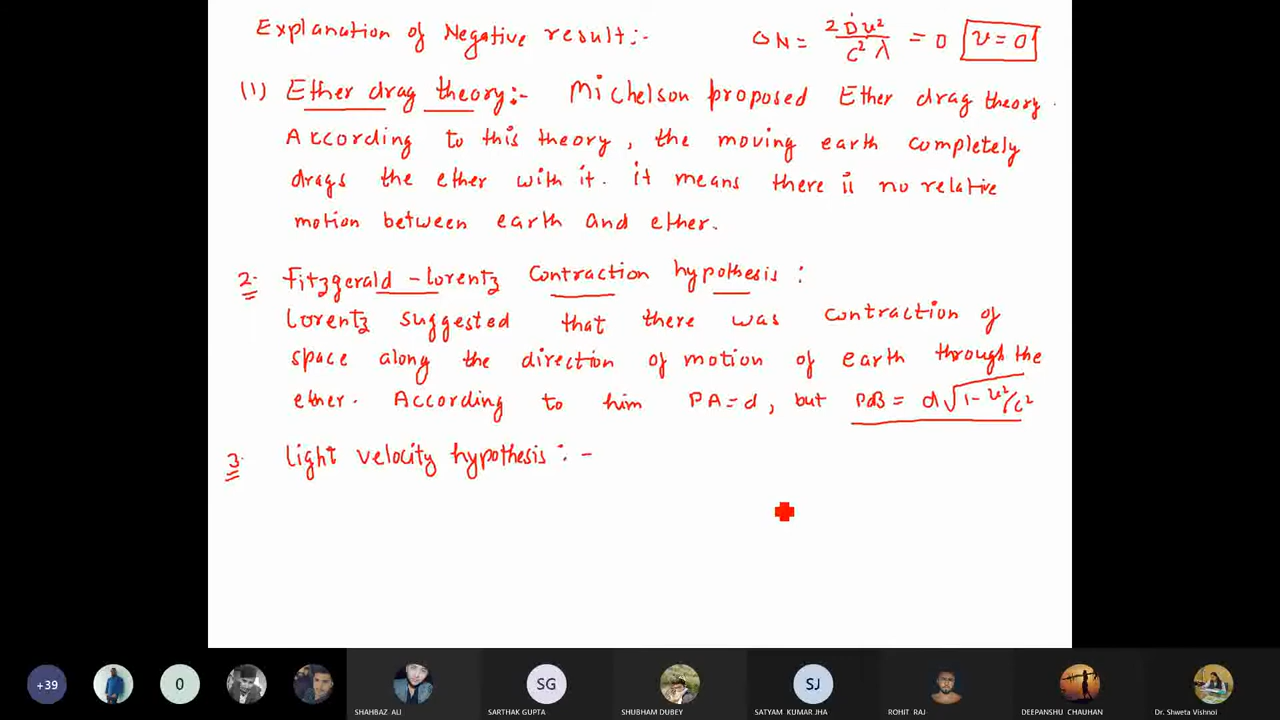 Explanation of Negative result:-
ΔN = 2Dv²/c²λ = 0 v=0
(1) Ether drag theory:- Michelson proposed Ether drag theory.
According to this theory, the moving earth completely
drags the ether with it. it means there is no relative
motion between earth and ether.
2. Fitzgerald-Lorentz Contraction hypothesis:
Lorentz suggested that there was contraction of
space along the direction of motion of earth through the
ether. According to him PA=d, but PB = d√1-v²/c²
3. Light velocity hypothesis:-
+39
0
SG
SJ
SHAHBAZ ALI
SARTHAK GUPTA
SHUBHAM DUBEY
SATYAM KUMAR JHA
ROHIT RAJ
DEEPANSHU CHAUHAN
Dr. Shweta Vishnoi